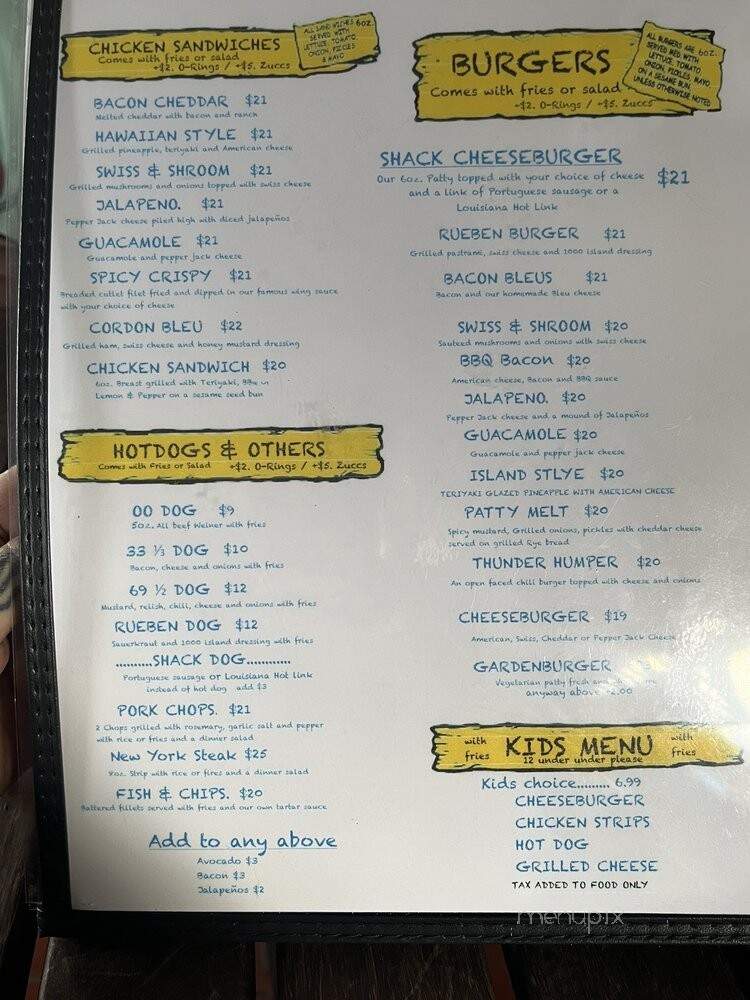 CHICKEN SANDWICHES
Comes with fries or salad
+$2. O-Rings / +$5. Zuccs
ALL SANDWICHES 6oz.
SERVED WITH
LETTUCE, TOMATO
ONION, PICKLES
& MAYO
BACON CHEDDAR $21
Melted cheddar with bacon and ranch
HAWAIIAN STYLE $21
Grilled pineapple, teriyaki and American cheese
SWISS & SHROOM $21
Grilled mushrooms and onions topped with swiss cheese
JALAPENO. $21
Pepper Jack cheese piled high with diced jalapeños
GUACAMOLE $21
Guacamole and pepper jack cheese
SPICY CRISPY $21
Breaded cutlet filet fried and dipped in our famous wing sauce
with your choice of cheese
CORDON BLEU $22
Grilled ham, swiss cheese and honey mustard dressing
CHICKEN SANDWICH $20
6oz. Breast grilled with Teriyaki, BBQ or
Lemon & Pepper on a sesame seed bun
HOTDOGS & OTHERS
Comes with Fries or Salad +$2. O-Rings / +$5. Zuccs
OO DOG $9
5oz. All beef Weiner with fries
33 ⅓ DOG $10
Bacon, cheese and onions with fries
69 ½ DOG $12
Mustard, relish, chili, cheese and onions with fries
RUEBEN DOG $12
Sauerkraut and 1000 island dressing with fries
..........SHACK DOG............
Portuguese sausage or Louisiana Hot link
instead of hot dog add $3
PORK CHOPS. $21
2 Chops grilled with rosemary, garlic salt and pepper
with rice or fries and a dinner salad
New York Steak $25
9oz. Strip with rice or fires and a dinner salad
FISH & CHIPS. $20
Battered fillets served with fries and our own tartar sauce
Add to any above
Avocado $3
Bacon $3
Jalapeños $2
BURGERS
Comes with fries or salad
+$2. O-Rings / +$5. Zuccs
ALL BURGERS ARE 6oz.
SERVED MED WITH
LETTUCE, TOMATO
ONION, PICKLES, MAYO
ON A SESAME BUN.
UNLESS OTHERWISE NOTED
SHACK CHEESEBURGER
Our 6oz. Patty topped with your choice of cheese $21
and a link of Portuguese sausage or a
Louisiana Hot Link
RUEBEN BURGER $21
Grilled pastrami, swiss cheese and 1000 island dressing
BACON BLEUS $21
Bacon and our homemade Bleu cheese
SWISS & SHROOM $20
Sauteed mushrooms and onions with swiss cheese
BBQ Bacon $20
American cheese, Bacon and BBQ sauce
JALAPENO. $20
Pepper Jack cheese and a mound of Jalapeños
GUACAMOLE $20
Guacamole and pepper jack cheese
ISLAND STLYE $20
TERIYAKI GLAZED PINEAPPLE WITH AMERICAN CHEESE
PATTY MELT $20
Spicy mustard, Grilled onions, pickles with cheddar cheese
served on grilled Rye bread
THUNDER HUMPER $20
An open faced chili burger topped with cheese and onions
CHEESEBURGER $19
American, Swiss, Cheddar or Pepper Jack Cheese
GARDENBURGER
Vegetarian patty fresh and
anyway above
with fries
KIDS MENU
12 under under please
with fries
Kids choice......... 6.99
CHEESEBURGER
CHICKEN STRIPS
HOT DOG
GRILLED CHEESE
TAX ADDED TO FOOD ONLY
menupix